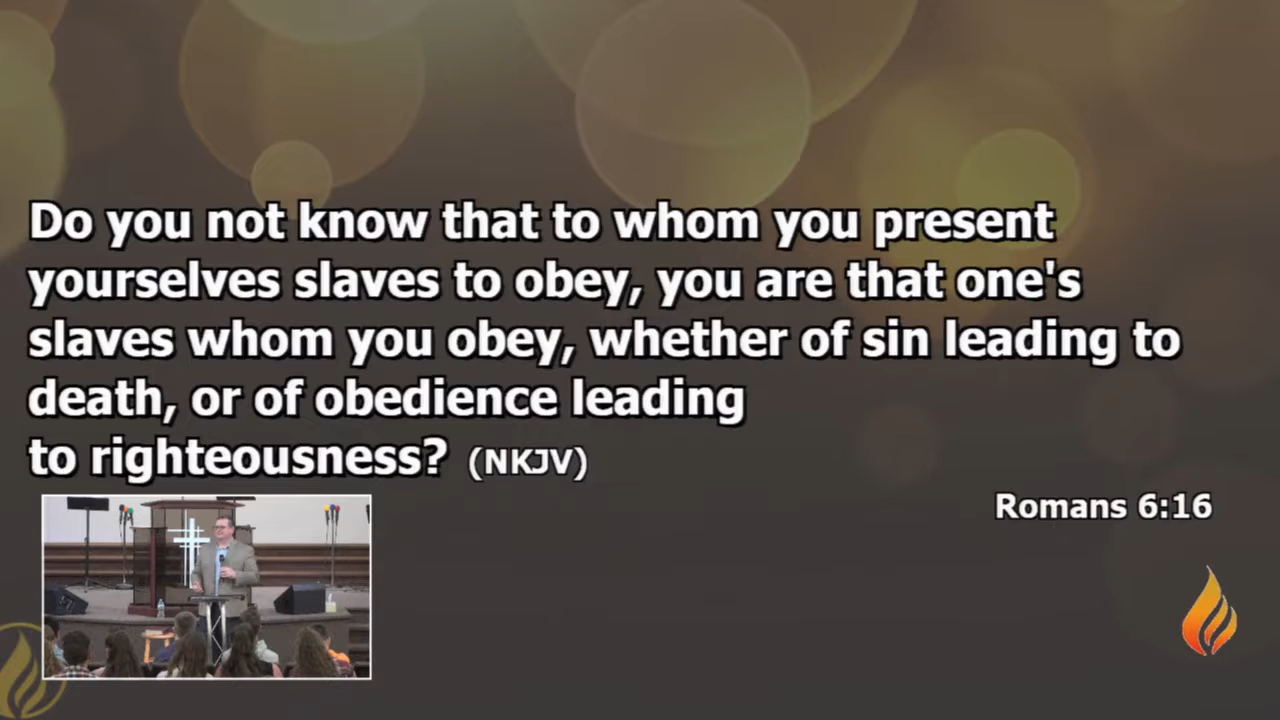 Do you not know that to whom you present
yourselves slaves to obey, you are that one's
slaves whom you obey, whether of sin leading to
death, or of obedience leading
to righteousness? (NKJV)
Romans 6:16